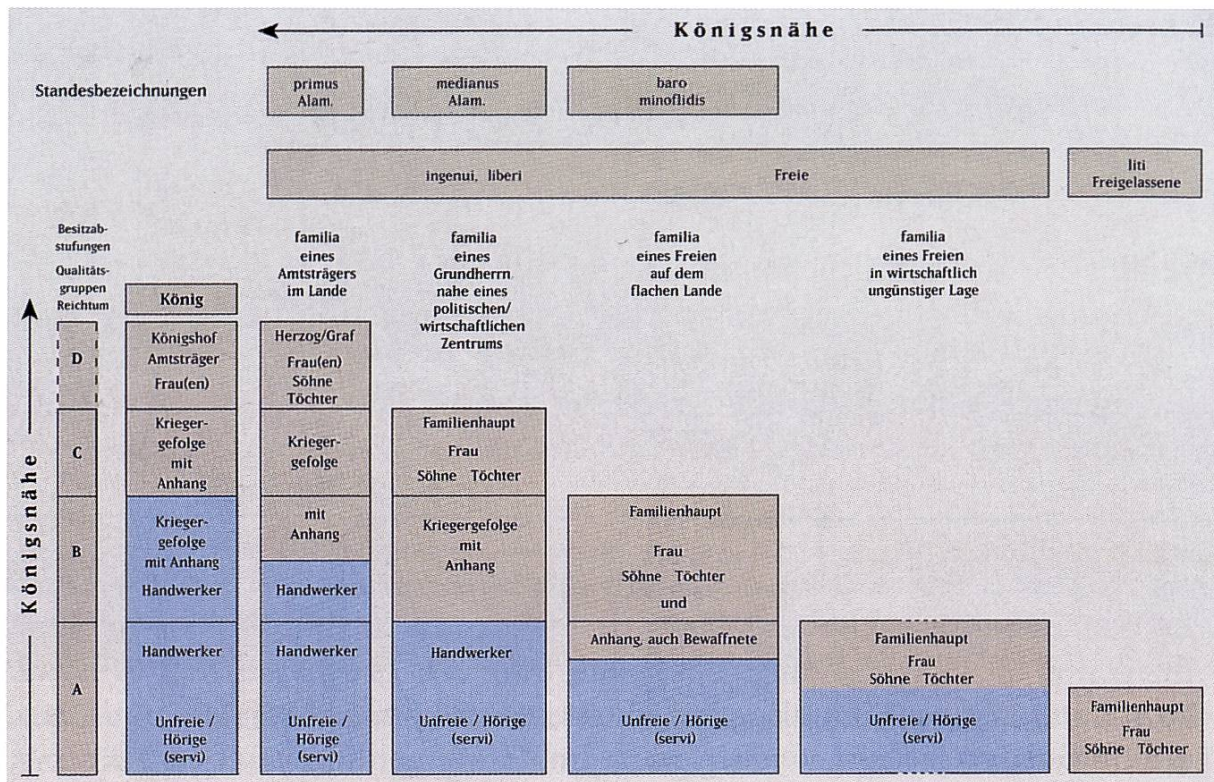 Königsnähe
Standesbezeichnungen
primus
Alam.
medianus
Alam.
baro
minoflidis
ingenui, liberi Freie
liti
Freigelassene
Besitzab-
stufungen
Qualitäts-
gruppen
Reichtum
familia
eines
Amtsträgers
im Lande
familia
eines
Grundherrn
nahe eines
politischen/
wirtschaftlichen
Zentrums
familia
eines Freien
auf dem
flachen Lande
familia
eines Freien
in wirtschaftlich
ungünstiger Lage
Königsnähe
D
C
B
A
König
Königshof
Amtsträger
Frau(en)
Krieger-
gefolge
mit
Anhang
Krieger-
gefolge
mit Anhang
Handwerker
Handwerker
Unfreie /
Hörige
(servi)
Herzog/Graf
Frau(en)
Söhne
Töchter
Krieger-
gefolge
mit
Anhang
Handwerker
Handwerker
Unfreie /
Hörige
(servi)
Familienhaupt
Frau
Söhne Töchter
Kriegergefolge
mit
Anhang
Handwerker
Unfreie / Hörige
(servi)
Familienhaupt
Frau
Söhne Töchter
und
Anhang, auch Bewaffnete
Unfreie / Hörige
(servi)
Familienhaupt
Frau
Söhne Töchter
Unfreie / Hörige
(servi)
Familienhaupt
Frau
Söhne Töchter